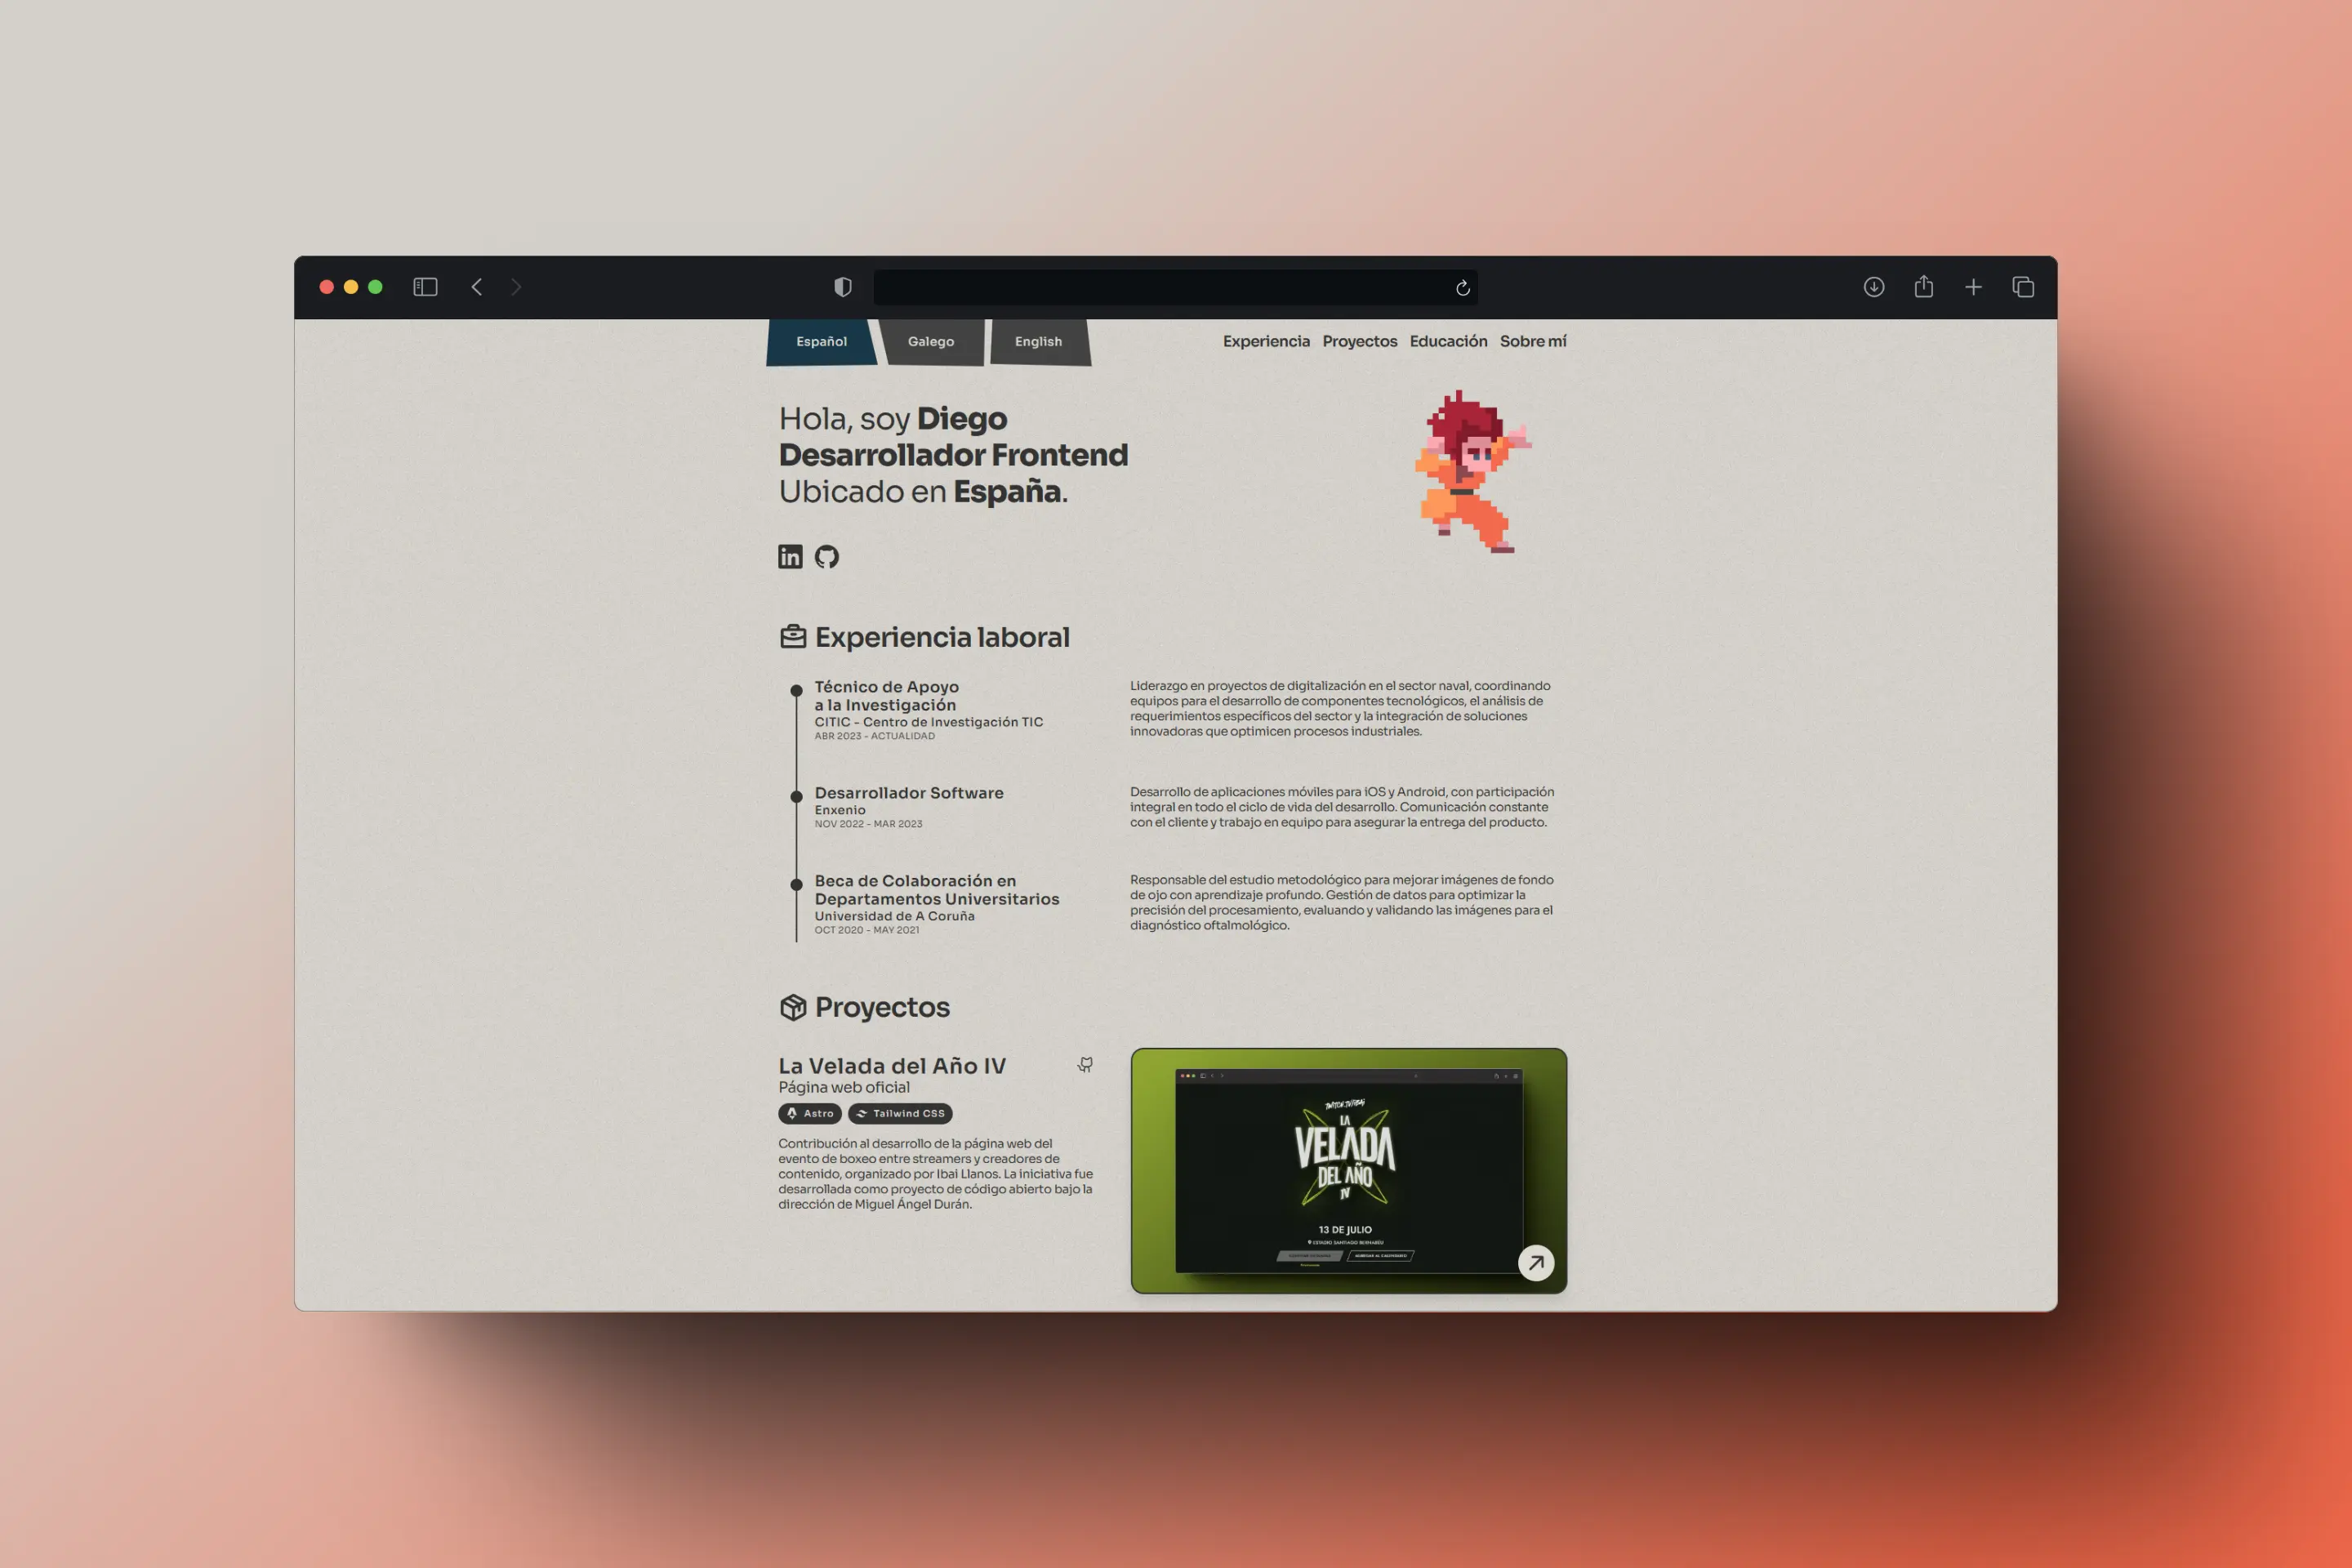 Español
Galego
English
Experiencia
Proyectos
Educación
Sobre mí
Hola, soy Diego
Desarrollador Frontend
Ubicado en España.
in
Experiencia laboral
Técnico de Apoyo
a la Investigación
CITIC - Centro de Investigación TIC
ABR 2023 - ACTUALIDAD
Liderazgo en proyectos de digitalización en el sector naval, coordinando
equipos para el desarrollo de componentes tecnológicos, el análisis de
requerimientos específicos del sector y la integración de soluciones
innovadoras que optimicen procesos industriales.
Desarrollador Software
Enxenio
NOV 2022 - MAR 2023
Desarrollo de aplicaciones móviles para iOS y Android, con participación
integral en todo el ciclo de vida del desarrollo. Comunicación constante
con el cliente y trabajo en equipo para asegurar la entrega del producto.
Beca de Colaboración en
Departamentos Universitarios
Universidad de A Coruña
OCT 2020 - MAY 2021
Responsable del estudio metodológico para mejorar imágenes de fondo
de ojo con aprendizaje profundo. Gestión de datos para optimizar la
precisión del procesamiento, evaluando y validando las imágenes para el
diagnóstico oftalmológico.
Proyectos
La Velada del Año IV
Página web oficial
Astro
Tailwind CSS
Contribución al desarrollo de la página web del
evento de boxeo entre streamers y creadores de
contenido, organizado por Ibai Llanos. La iniciativa fue
desarrollada como proyecto de código abierto bajo la
dirección de Miguel Ángel Durán.
LA
VELADA
DEL AÑO
IV
13 DE JULIO
ESTADIO SANTIAGO BERNABÉU
AGREGAR AL CALENDARIO